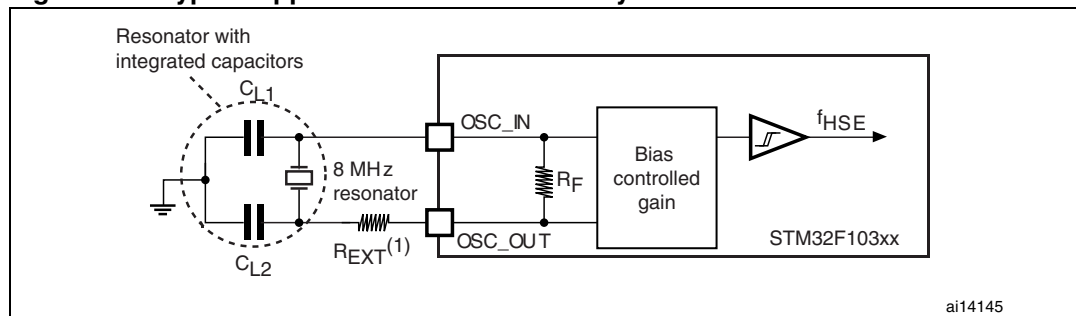 Resonator with
integrated capacitors
CL1
OSC_IN
fHSE
8 MHz
resonator
RF
Bias
controlled
gain
OSC_OUT
STM32F103xx
REXT(1)
CL2
ai14145